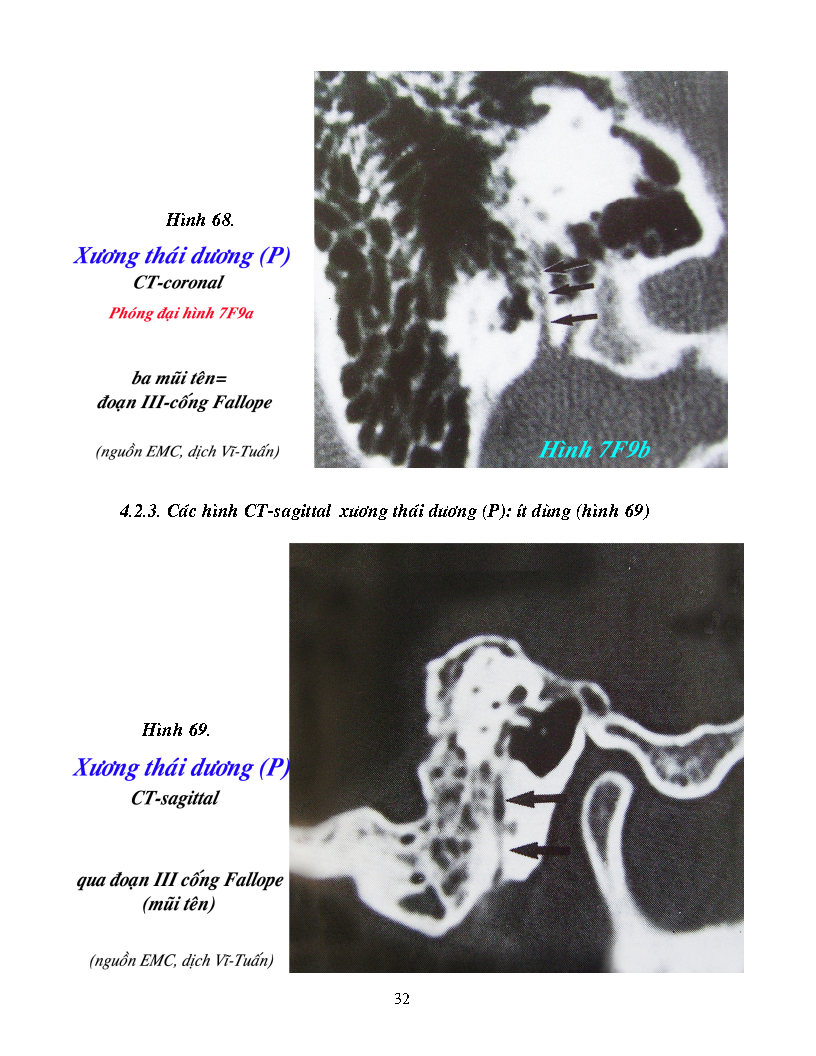 Hình 68.
Xương thái dương (P)
CT-coronal
Phóng đại hình 7F9a
ba mũi tên=
đoạn III-cống Fallope
(nguồn EMC, dịch Vĩ-Tuấn)
Hình 7F9b
4.2.3. Các hình CT-sagittal xương thái dương (P): ít dùng (hình 69)
Hình 69.
Xương thái dương (P)
CT-sagittal
qua đoạn III cống Fallope
(mũi tên)
(nguồn EMC, dịch Vĩ-Tuấn)
32